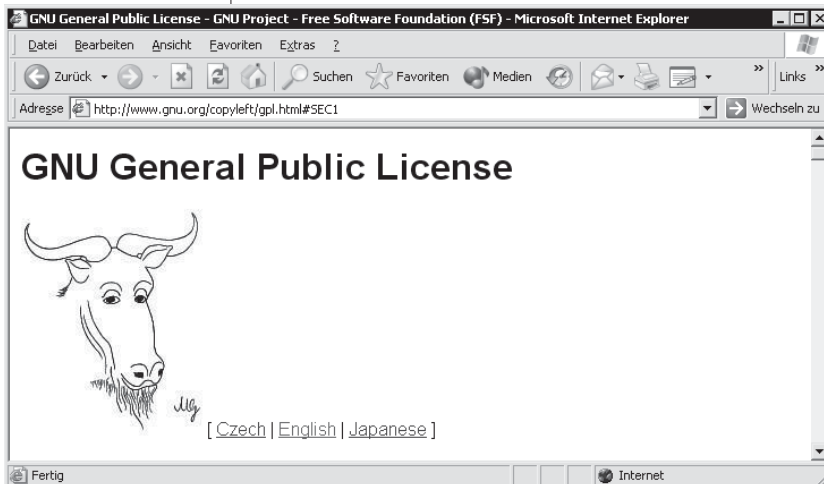 GNU General Public License - GNU Project - Free Software Foundation (FSF) - Microsoft Internet Explorer
Datei Bearbeiten Ansicht Favoriten Extras ?
Zurück Suchen Favoriten Medien » Links »
Adresse http://www.gnu.org/copyleft/gpl.html#SEC1 Wechseln zu
GNU General Public License
[ Czech | English | Japanese ]
Fertig Internet